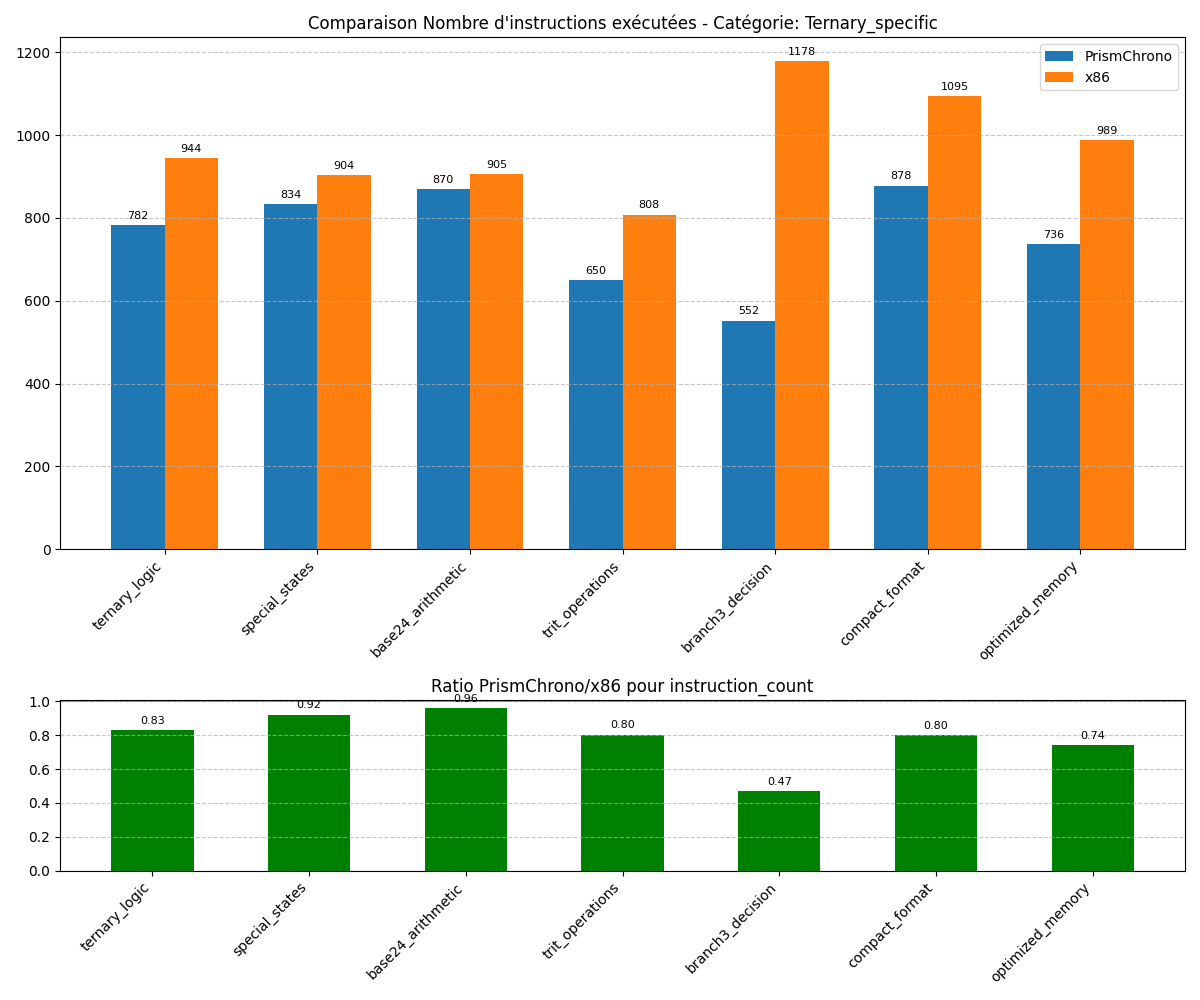 Comparaison Nombre d'instructions exécutées - Catégorie: Ternary_specific
PrismChrono
x86
1200
1000
800
600
400
200
0
782
944
834
904
870
905
650
808
552
1178
878
1095
736
989
ternary_logic
special_states
base24_arithmetic
trit_operations
branch3_decision
compact_format
optimized_memory
Ratio PrismChrono/x86 pour instruction_count
1.0
0.8
0.6
0.4
0.2
0.0
0.83
0.92
0.96
0.80
0.47
0.80
0.74
ternary_logic
special_states
base24_arithmetic
trit_operations
branch3_decision
compact_format
optimized_memory